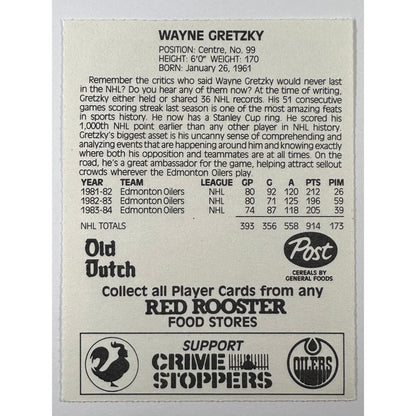 WAYNE GRETZKY
POSITION: Centre, No. 99
HEIGHT: 6'0" WEIGHT: 170
BORN: January 26, 1961
Remember the critics who said Wayne Gretzky would never
last in the NHL? Do you hear any of them now? At the time of writing,
Gretzky either held or shared 36 NHL records. His 51 consecutive
games scoring streak last season is one of the most amazing feats
in sports history. He now has a Stanley Cup ring. He scored his
1,000th NHL point earlier than any other player in NHL history.
Gretzky's biggest asset is his uncanny sense of comprehending and
analyzing events that are happening around him and knowing exactly
where both his opposition and teammates are at all times. On the
road, he's a great ambassador for the game, helping attract sellout
crowds wherever the Edmonton Oilers play.
YEAR TEAM LEAGUE GP G A PTS PIM
1981-82 Edmonton Oilers NHL 80 92 120 212 26
1982-83 Edmonton Oilers NHL 80 71 125 196 59
1983-84 Edmonton Oilers NHL 74 87 118 205 39
NHL TOTALS 393 356 558 914 173
Old
Dutch
Post
CEREALS BY
GENERAL FOODS
Collect all Player Cards from any
RED ROOSTER
FOOD STORES
SUPPORT
CRIME
STOPPERS
OILERS